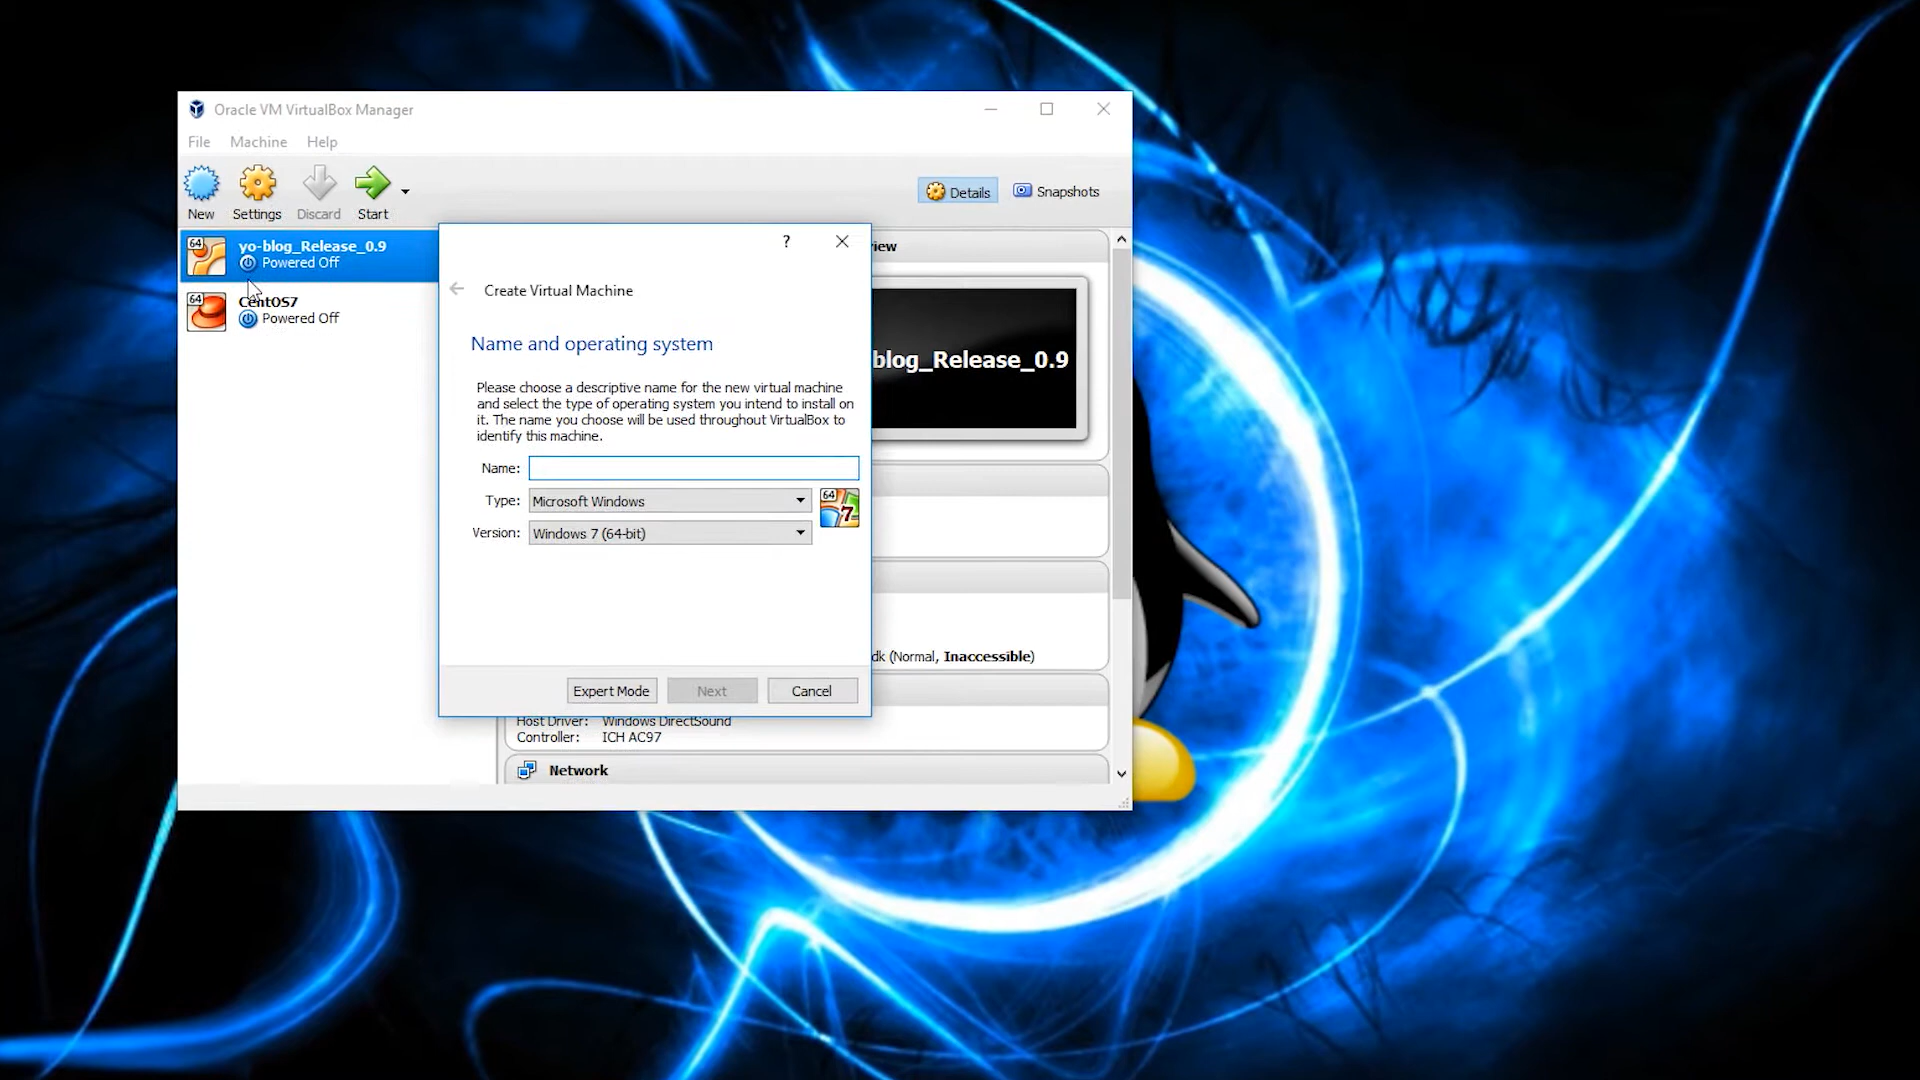 Oracle VM VirtualBox Manager
File Machine Help
New Settings Discard Start
Details Snapshots
64 yo-blog_Release_0.9
Powered Off
64 CentOS7
Powered Off
?
Create Virtual Machine
Name and operating system
Please choose a descriptive name for the new virtual machine
and select the type of operating system you intend to install on
it. The name you choose will be used throughout VirtualBox to
identify this machine.
Name:
Type: Microsoft Windows
64 7
Version: Windows 7 (64-bit)
Expert Mode Next Cancel
iew
blog_Release_0.9
dk (Normal, Inaccessible)
Host Driver: Windows DirectSound
Controller: ICH AC97
Network